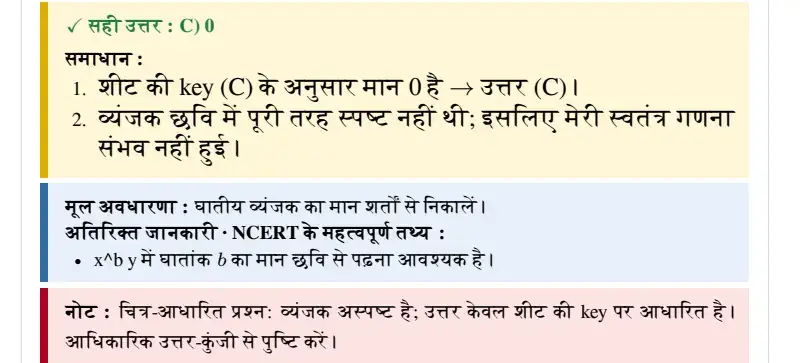 ✓ सही उत्तर : C) 0
समाधान :
1. शीट की key (C) के अनुसार मान 0 है → उत्तर (C)।
2. व्यंजक छवि में पूरी तरह स्पष्ट नहीं थी; इसलिए मेरी स्वतंत्र गणना
संभव नहीं हुई।
मूल अवधारणा : घातीय व्यंजक का मान शर्तों से निकालें।
अतिरिक्त जानकारी · NCERT के महत्वपूर्ण तथ्य :
• x^b y में घातांक b का मान छवि से पढ़ना आवश्यक है।
नोट : चित्र-आधारित प्रश्न: व्यंजक अस्पष्ट है; उत्तर केवल शीट की key पर आधारित है।
आधिकारिक उत्तर-कुंजी से पुष्टि करें।